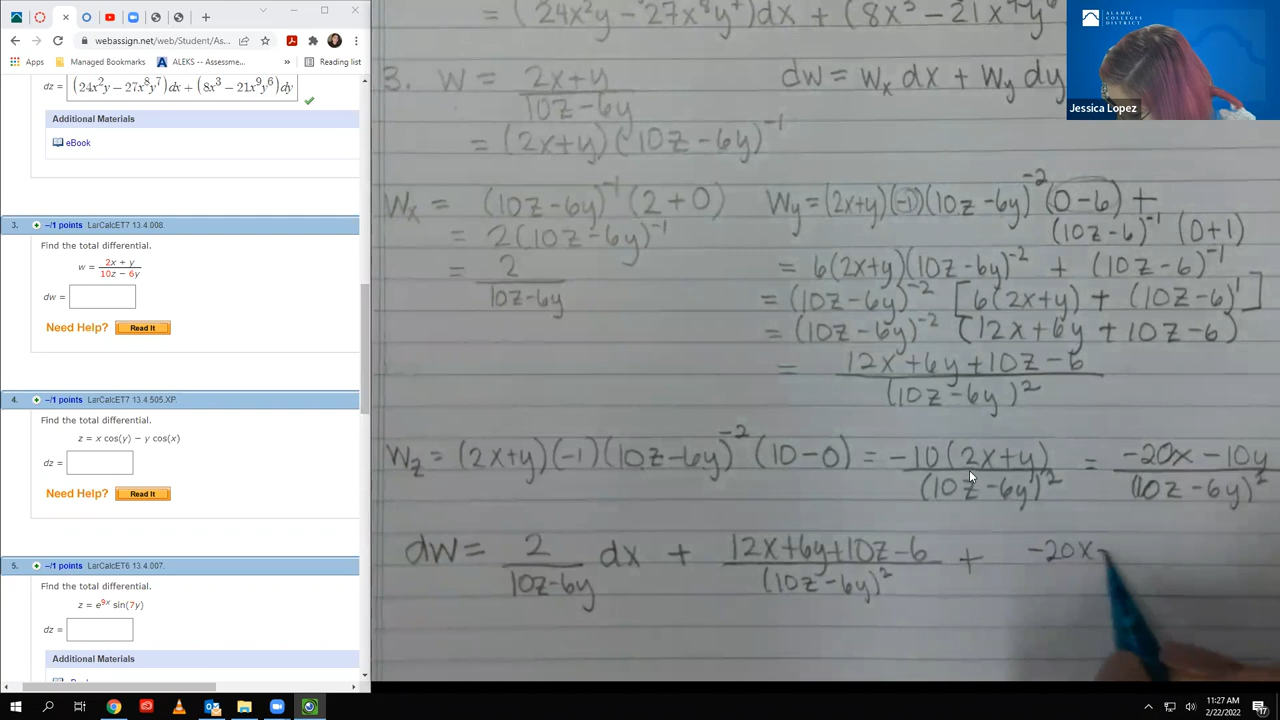 webassign.net/web/Student/As...
Apps
Managed Bookmarks
ALEKS -- Assessme...
Reading list
dz = (24x²y − 27x⁸y⁷)dx + (8x³ − 21x⁹y⁶)dy
Additional Materials
eBook
3. −/1 points LarCalcET7 13.4.008.
Find the total differential.
w = (2x + y)/(10z − 6y)
dw =
Need Help? Read It
4. −/1 points LarCalcET7 13.4.505.XP.
Find the total differential.
z = x cos(y) − y cos(x)
dz =
Need Help? Read It
5. −/1 points LarCalcET6 13.4.007.
Find the total differential.
z = e^9x sin(7y)
dz =
Additional Materials
3. W = (2x+y)/(10z-6y)
dw = Wx dx + Wy dy
= (2x+y)(10z-6y)⁻¹
Wx = (10z-6y)⁻¹ (2+0)
= 2(10z-6y)⁻¹
= 2/(10z-6y)
Wy = (2x+y)(-1)(10z-6y)⁻² (0-6) +
(10z-6)⁻¹ (0+1)
= 6(2x+y)(10z-6y)⁻² + (10z-6)⁻¹
= (10z-6y)⁻² [6(2x+y) + (10z-6)¹]
= (10z-6y)⁻² (12x+6y+10z-6)
= (12x+6y+10z-6)/(10z-6y)²
Wz = (2x+y)(-1)(10z-6y)⁻² (10-0) = -10(2x+y)/(10z-6y)² = (-20x-10y)/(10z-6y)²
dw = 2/(10z-6y) dx + (12x+6y+10z-6)/(10z-6y)² + -20x
ALAMO
COLLEGES
DISTRICT
Jessica Lopez
11:27 AM
2/22/2022
17